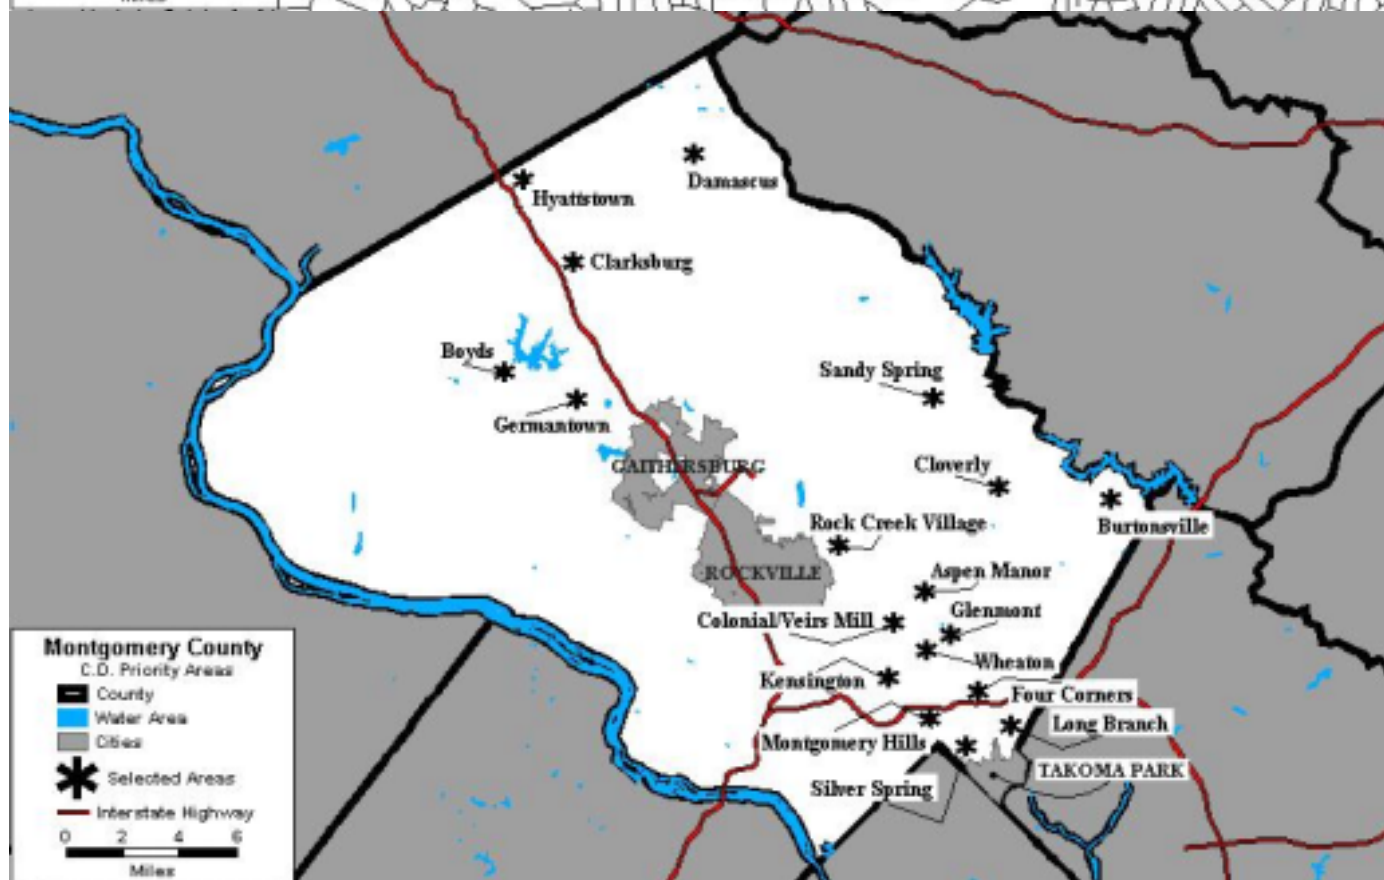 Damascus
Hyattstown
Clarksburg
Boyds
Sandy Spring
Germantown
GAITHERSBURG
Cloverly
Rock Creek Village
Burtonsville
ROCKVILLE
Aspen Manor
Glenmont
Colonial/Veirs Mill
Wheaton
Kensington
Four Corners
Long Branch
Montgomery Hills
TAKOMA PARK
Silver Spring
Montgomery County
C.D. Priority Areas
County
Water Area
Cities
Selected Areas
Interstate Highway
0 2 4 6
Miles